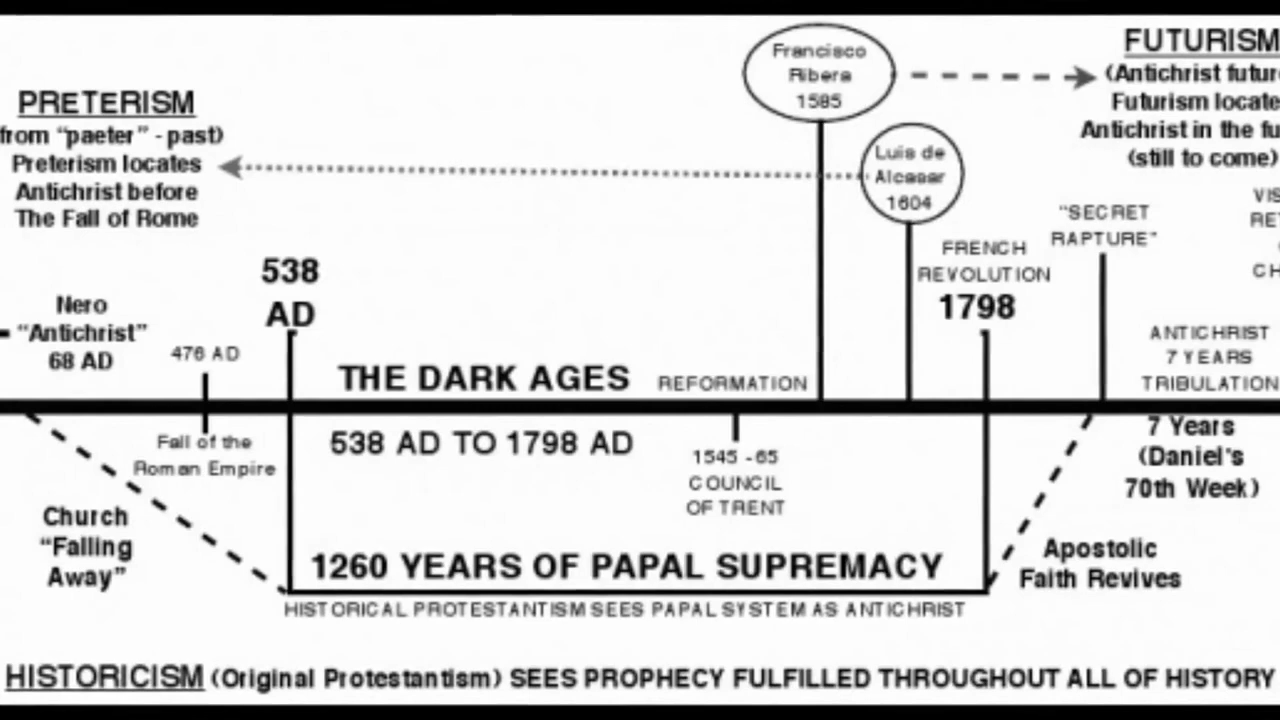 PRETERISM
from “paeter” - past)
Preterism locates
Antichrist before
The Fall of Rome
Francisco
Ribera
1585
FUTURISM
(Antichrist future
Futurism locate
Antichrist in the fu
(still to come)
Luis de
Alcasar
1604
"SECRET
RAPTURE"
VIS
RE
CH
FRENCH
REVOLUTION
1798
538
AD
Nero
“Antichrist”
68 AD
476 AD
THE DARK AGES
REFORMATION
ANTICHRIST
7 YEARS
TRIBULATION
Fall of the
Roman Empire
538 AD TO 1798 AD
1545 -65
COUNCIL
OF TRENT
7 Years
(Daniel's
70th Week)
Church
“Falling
Away”
1260 YEARS OF PAPAL SUPREMACY
Apostolic
Faith Revives
HISTORICAL PROTESTANTISM SEES PAPAL SYSTEM AS ANTICHRIST
HISTORICISM (Original Protestantism) SEES PROPHECY FULFILLED THROUGHOUT ALL OF HISTORY